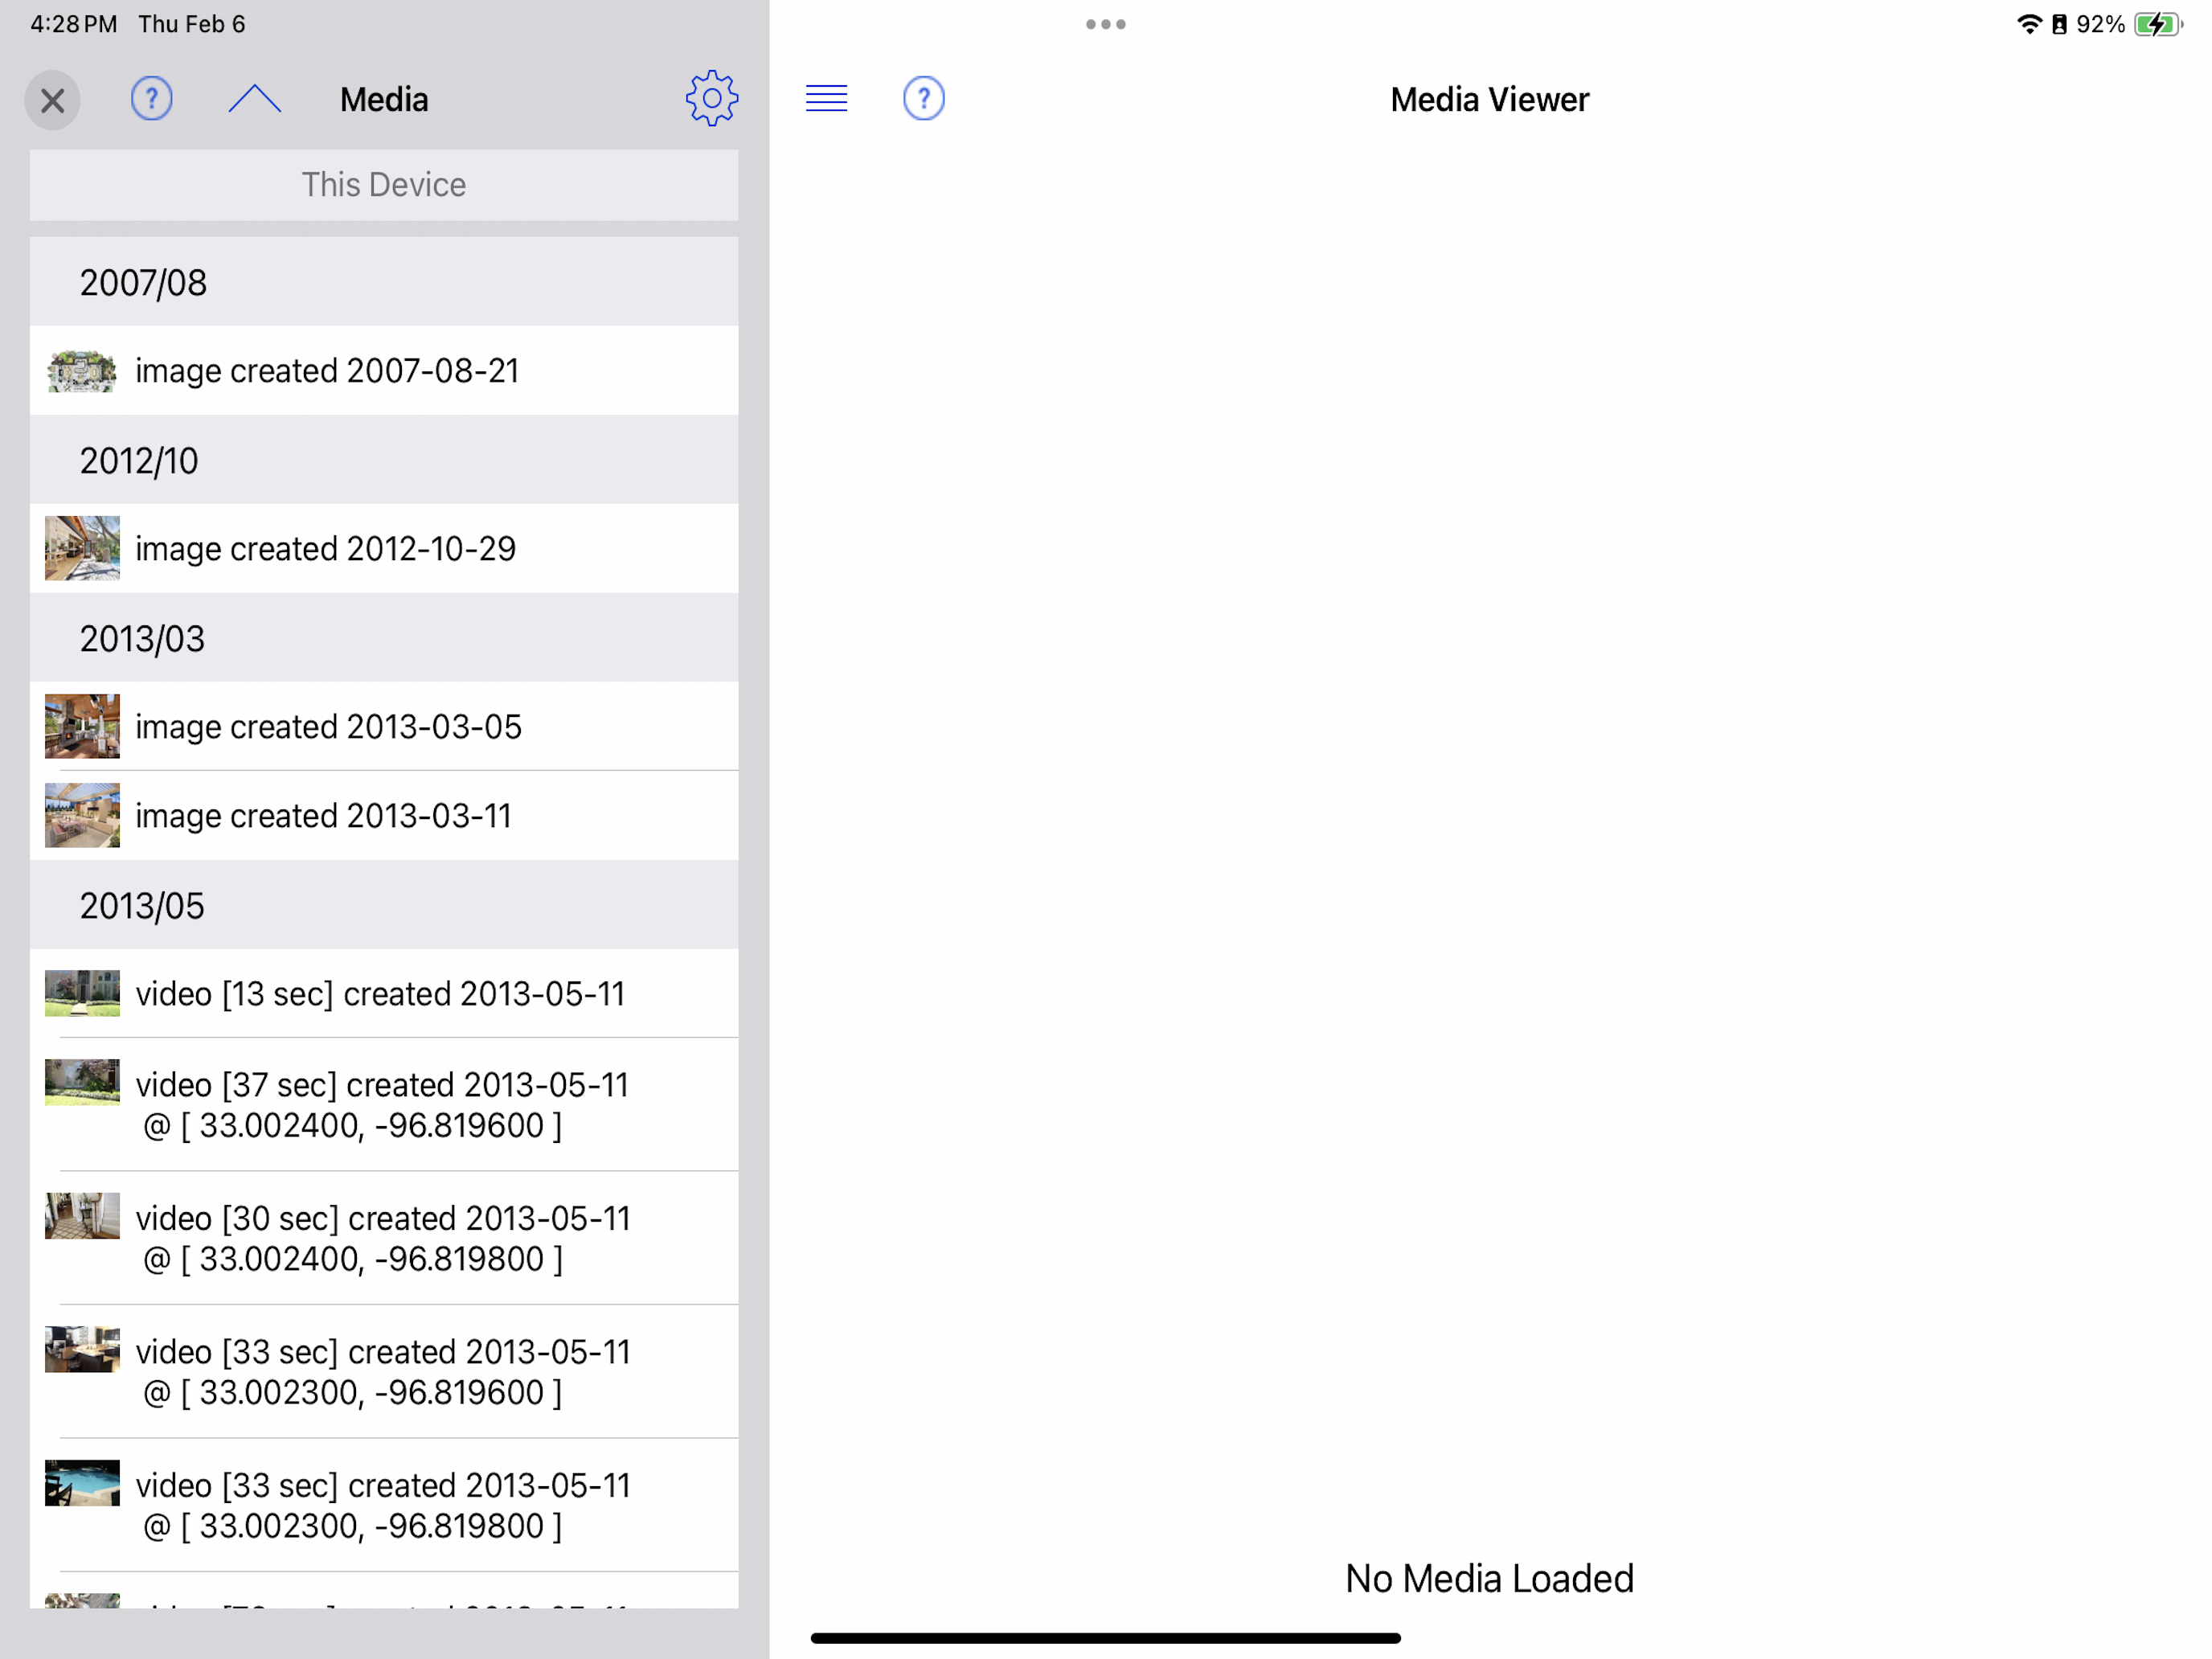 4:28 PM Thu Feb 6
92%
Media
Media Viewer
This Device
2007/08
image created 2007-08-21
2012/10
image created 2012-10-29
2013/03
image created 2013-03-05
image created 2013-03-11
2013/05
video [13 sec] created 2013-05-11
video [37 sec] created 2013-05-11
@ [ 33.002400, -96.819600 ]
video [30 sec] created 2013-05-11
@ [ 33.002400, -96.819800 ]
video [33 sec] created 2013-05-11
@ [ 33.002300, -96.819600 ]
video [33 sec] created 2013-05-11
@ [ 33.002300, -96.819800 ]
No Media Loaded